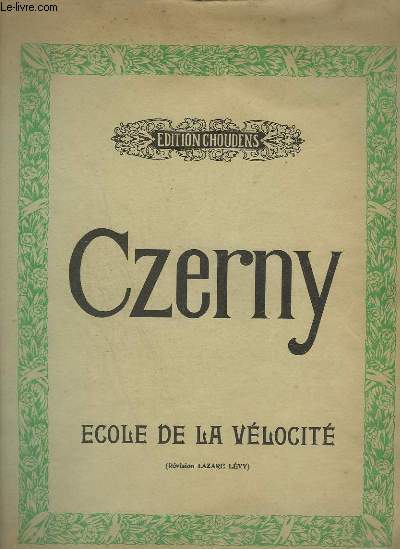 Le-livre.com
EDITION CHOUDENS
Czerny
ECOLE DE LA VÉLOCITÉ
(Révision LAZARE LÉVY)